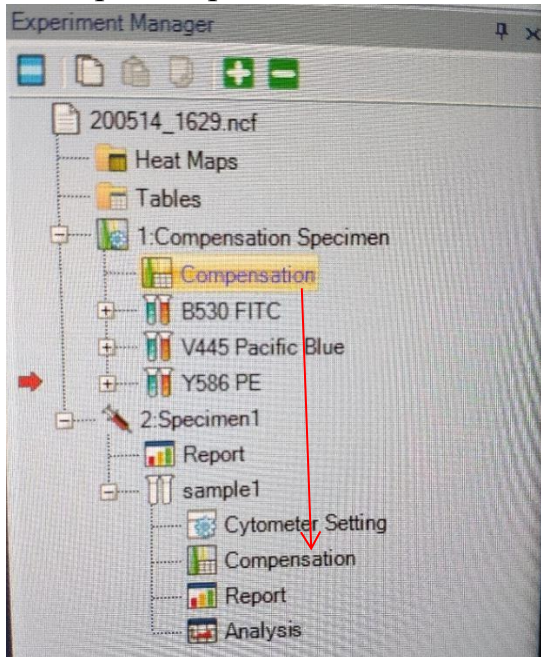 Experiment Manager
200514_1629.ncf
Heat Maps
Tables
1:Compensation Specimen
Compensation
B530 FITC
V445 Pacific Blue
Y586 PE
2:Specimen1
Report
sample1
Cytometer Setting
Compensation
Report
Analysis